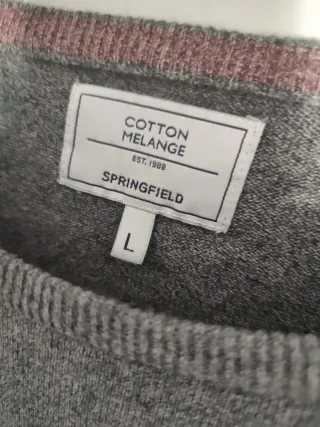 COTTON
MELANGE
EST. 1988
SPRINGFIELD
L